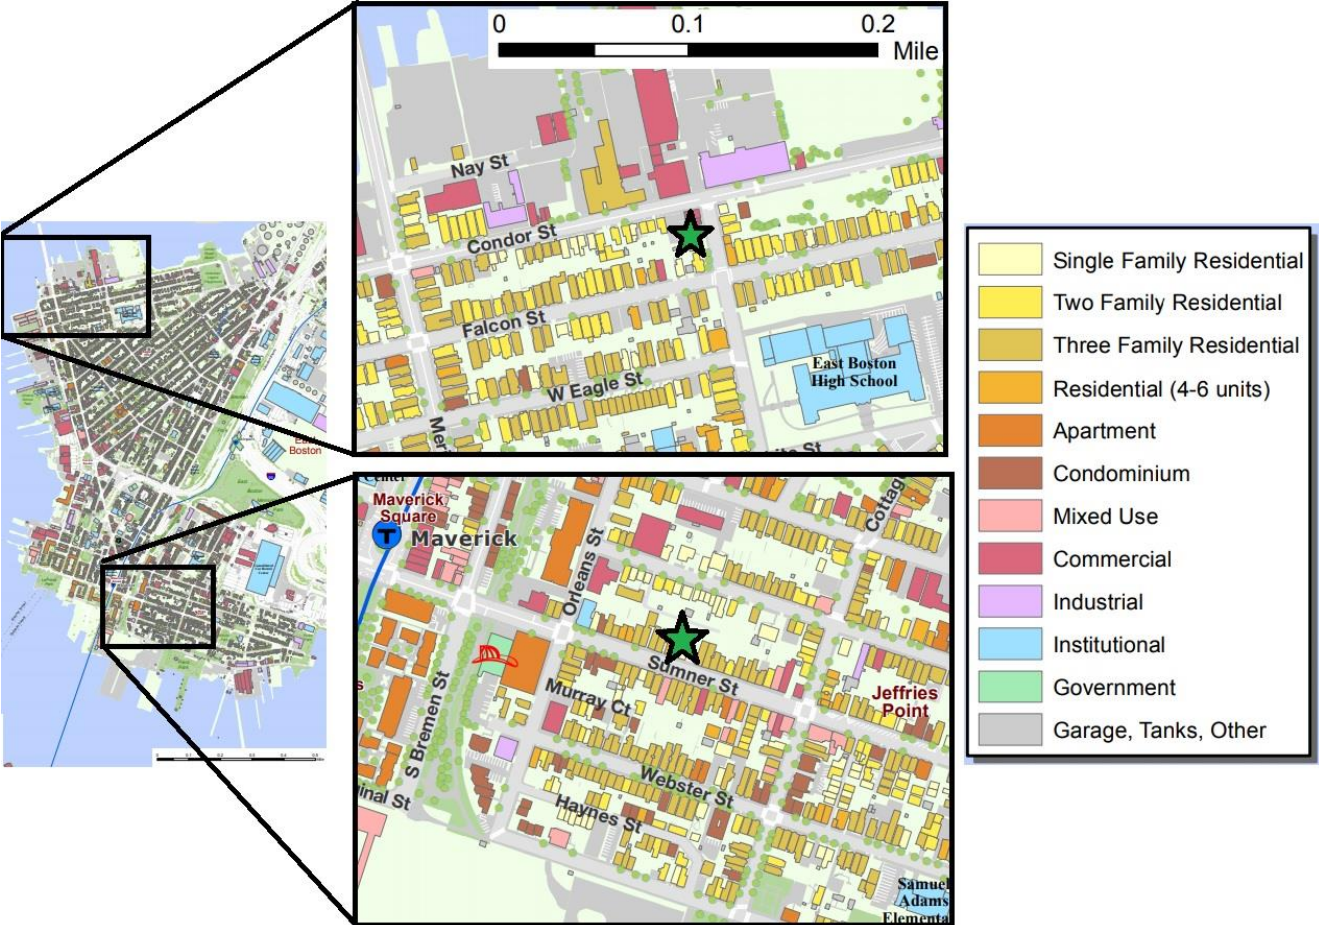 0 0.1 0.2
Mile
Nay St
Condor St
Falcon St
W Eagle St
East Boston
High School
East
Boston
Center
Maverick
Square
T Maverick
Orleans St
Cottag
Sumner St
Murray Ct
S Bremen St
Jeffries
Point
Webster St
Haynes St
inal St
Samuel
Adams
Elementa
Single Family Residential
Two Family Residential
Three Family Residential
Residential (4-6 units)
Apartment
Condominium
Mixed Use
Commercial
Industrial
Institutional
Government
Garage, Tanks, Other